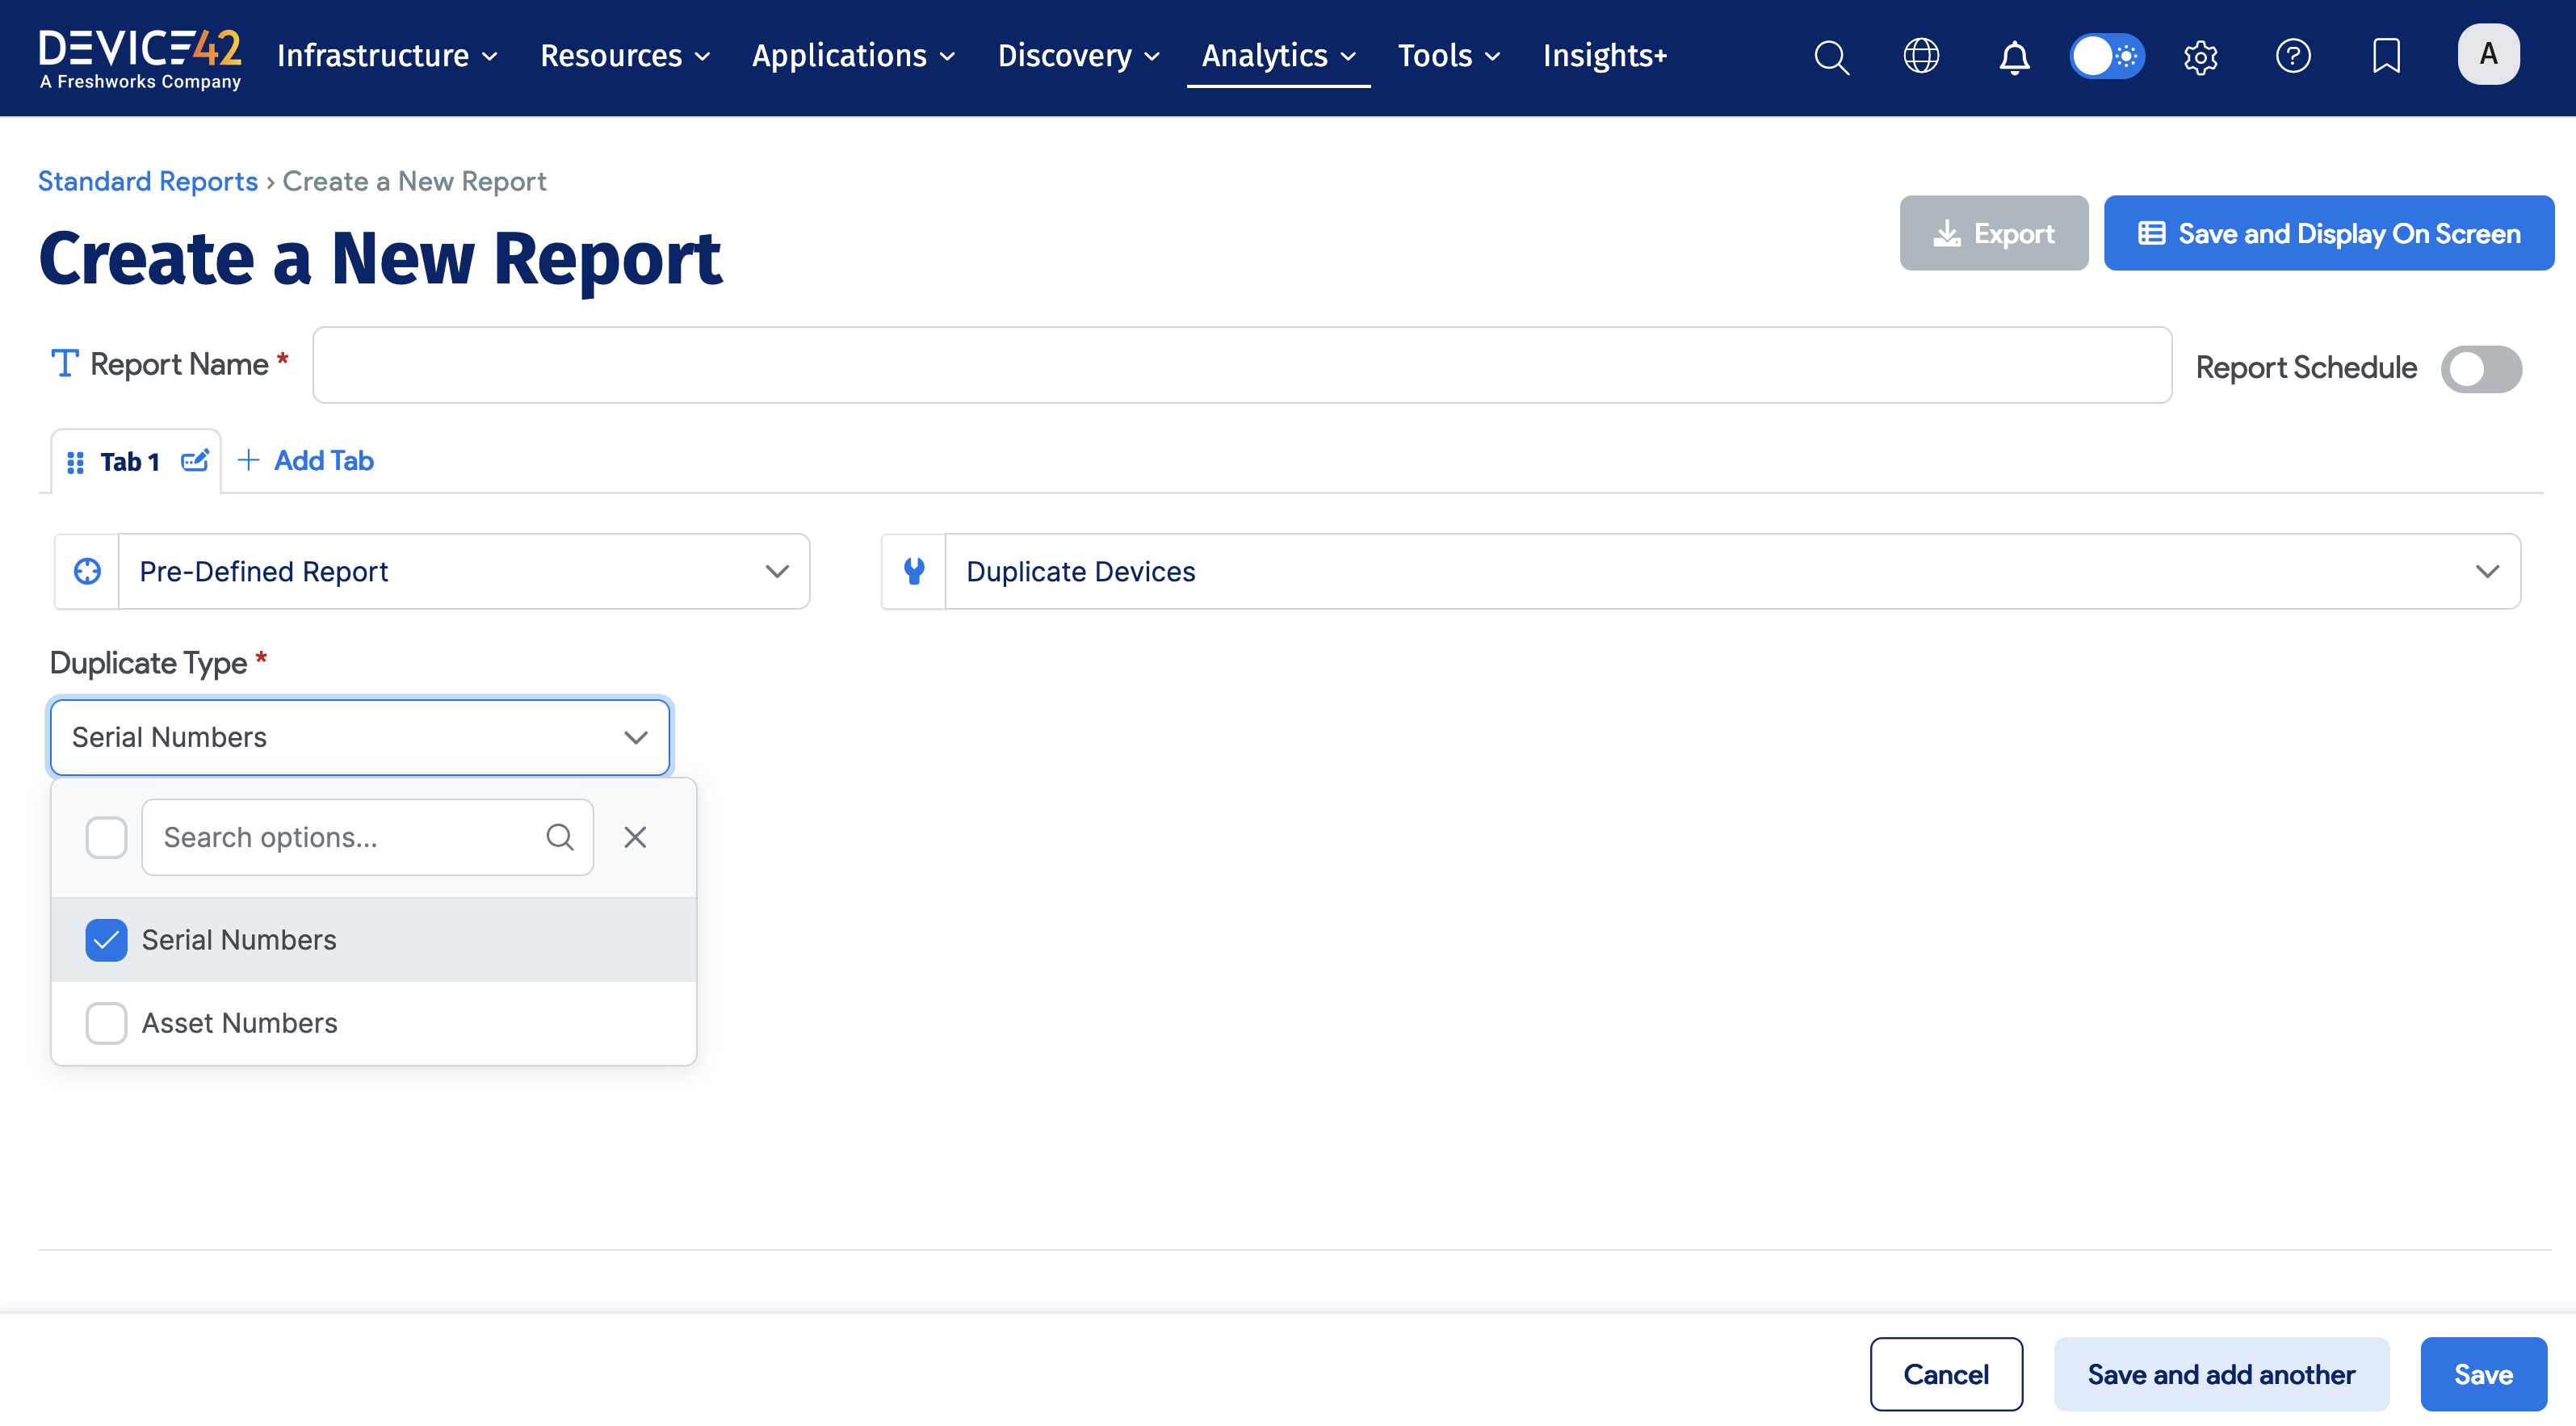 DEVICE42
A Freshworks Company
Infrastructure
Resources
Applications
Discovery
Analytics
Tools
Insights+
A
Standard Reports › Create a New Report
Create a New Report
Export
Save and Display On Screen
Report Name *
Report Schedule
Tab 1
+ Add Tab
Pre-Defined Report
Duplicate Devices
Duplicate Type *
Serial Numbers
Search options...
Serial Numbers
Asset Numbers
Cancel
Save and add another
Save